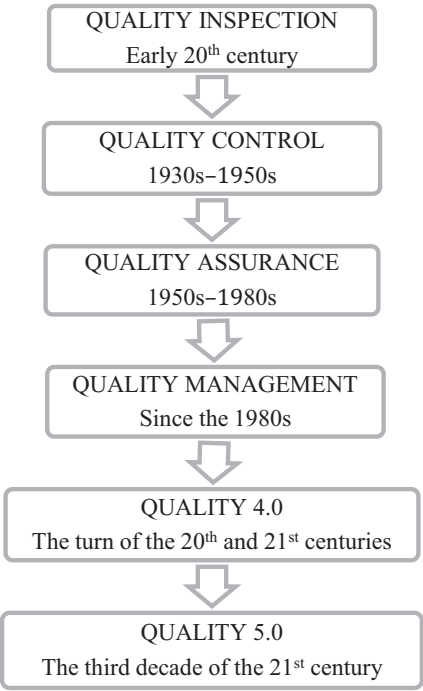 QUALITY INSPECTION
Early 20th century
QUALITY CONTROL
1930s–1950s
QUALITY ASSURANCE
1950s–1980s
QUALITY MANAGEMENT
Since the 1980s
QUALITY 4.0
The turn of the 20th and 21st centuries
QUALITY 5.0
The third decade of the 21st century